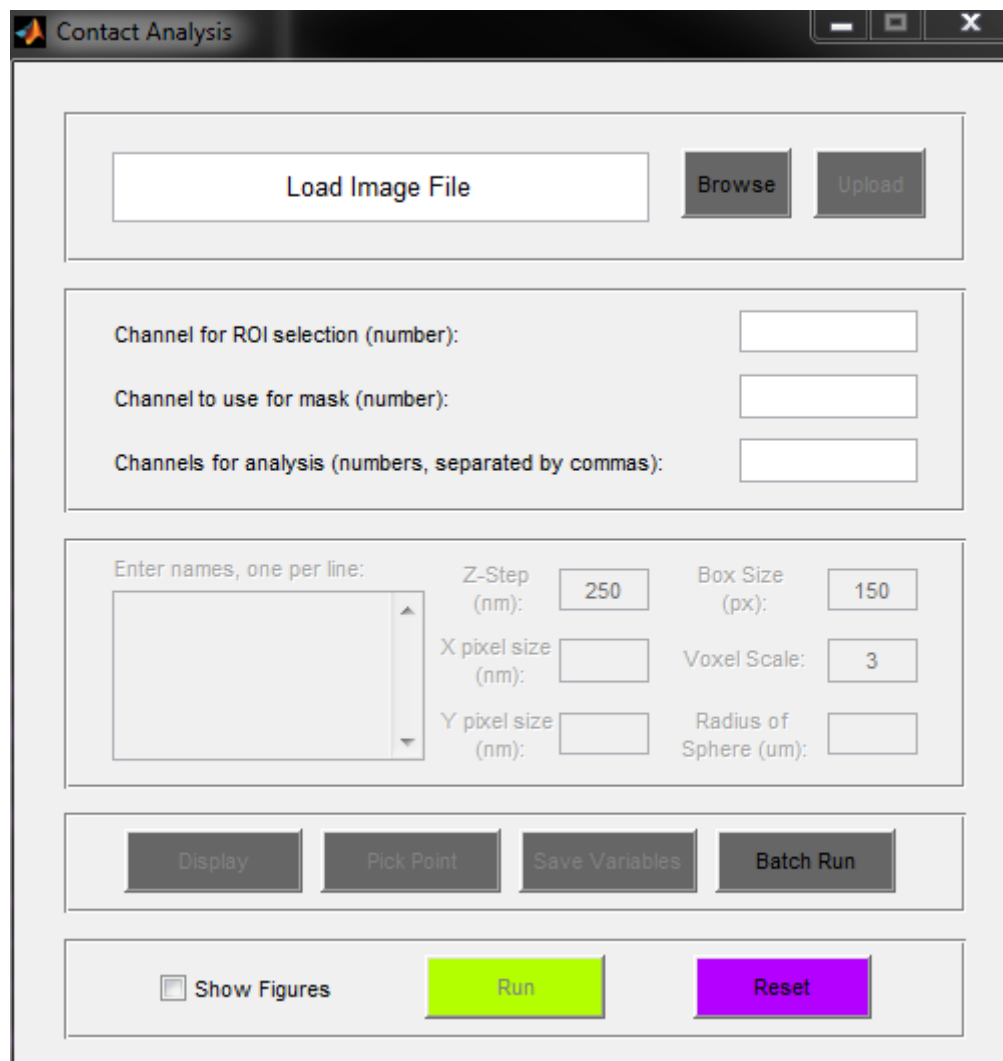 Contact Analysis
Load Image File
Browse
Upload
Channel for ROI selection (number):
Channel to use for mask (number):
Channels for analysis (numbers, separated by commas):
Enter names, one per line:
Z-Step
(nm):
250
Box Size
(px):
150
X pixel size
(nm):
Voxel Scale:
3
Y pixel size
(nm):
Radius of
Sphere (um):
Display
Pick Point
Save Variables
Batch Run
Show Figures
Run
Reset